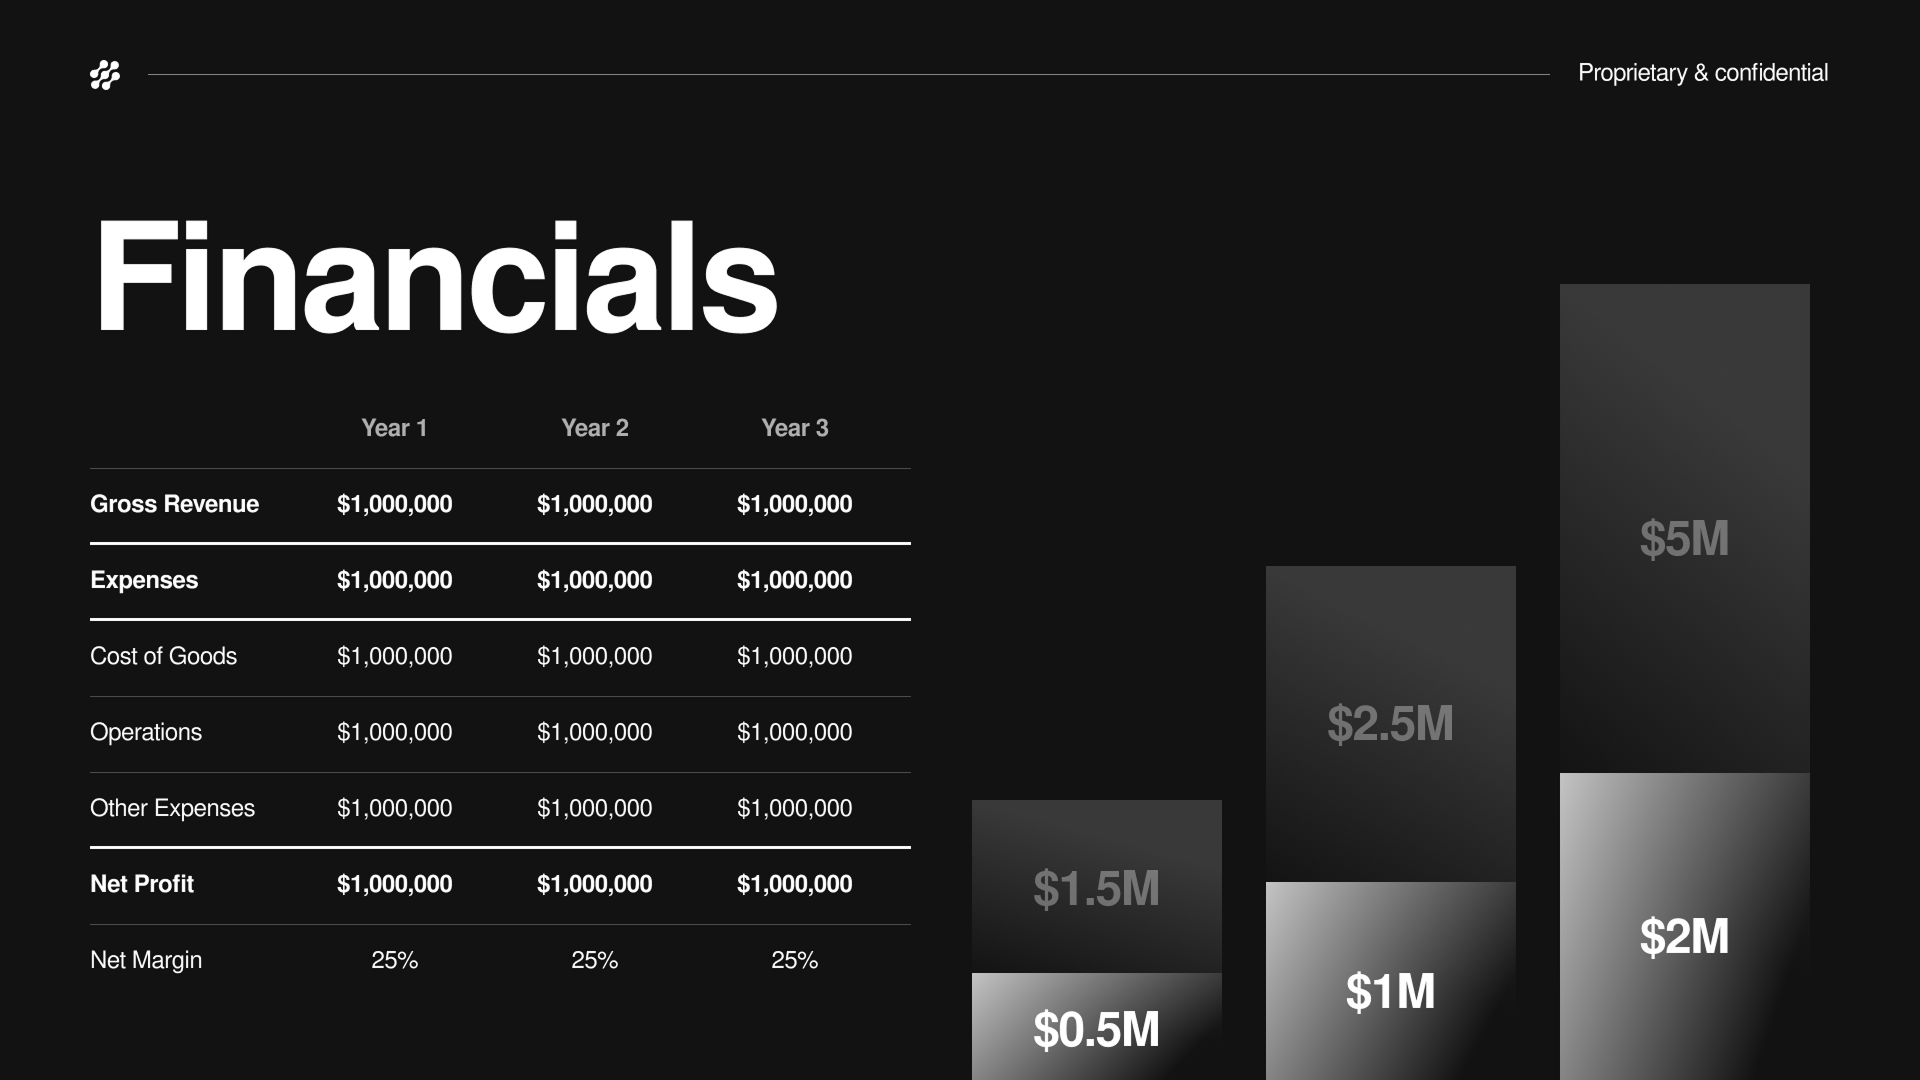 Proprietary & confidential
Financials
Year 1 Year 2 Year 3
Gross Revenue $1,000,000 $1,000,000 $1,000,000
Expenses $1,000,000 $1,000,000 $1,000,000
Cost of Goods $1,000,000 $1,000,000 $1,000,000
Operations $1,000,000 $1,000,000 $1,000,000
Other Expenses $1,000,000 $1,000,000 $1,000,000
Net Profit $1,000,000 $1,000,000 $1,000,000
Net Margin 25% 25% 25%
$1.5M
$0.5M
$2.5M
$1M
$5M
$2M